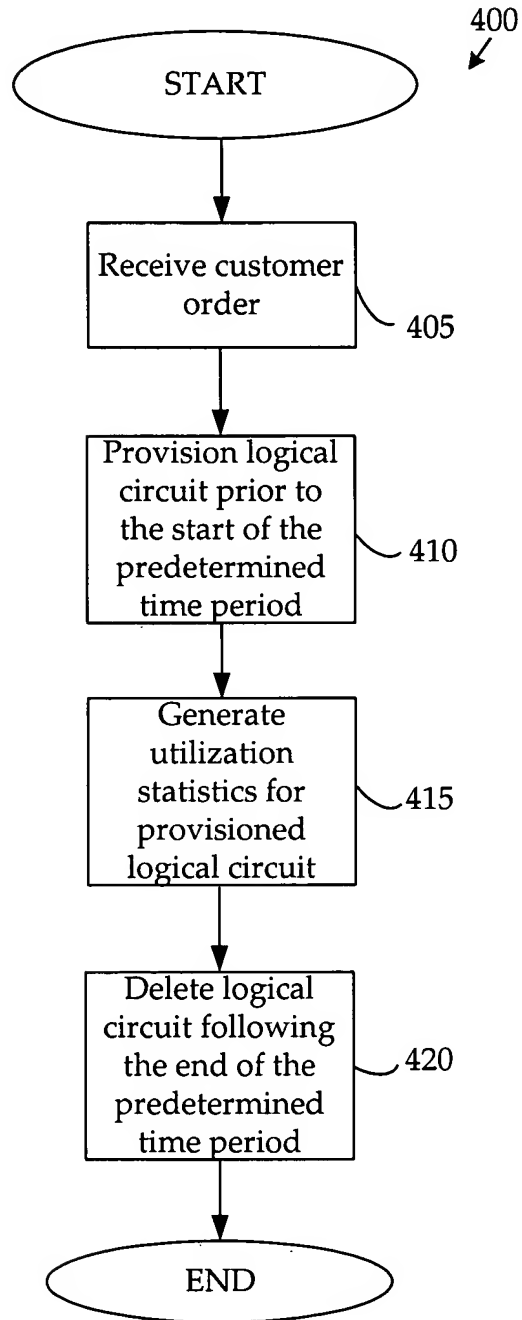 400
START
Receive customer
order
405
Provision logical
circuit prior to
the start of the
predetermined
time period
410
Generate
utilization
statistics for
provisioned
logical circuit
415
Delete logical
circuit following
the end of the
predetermined
time period
420
END